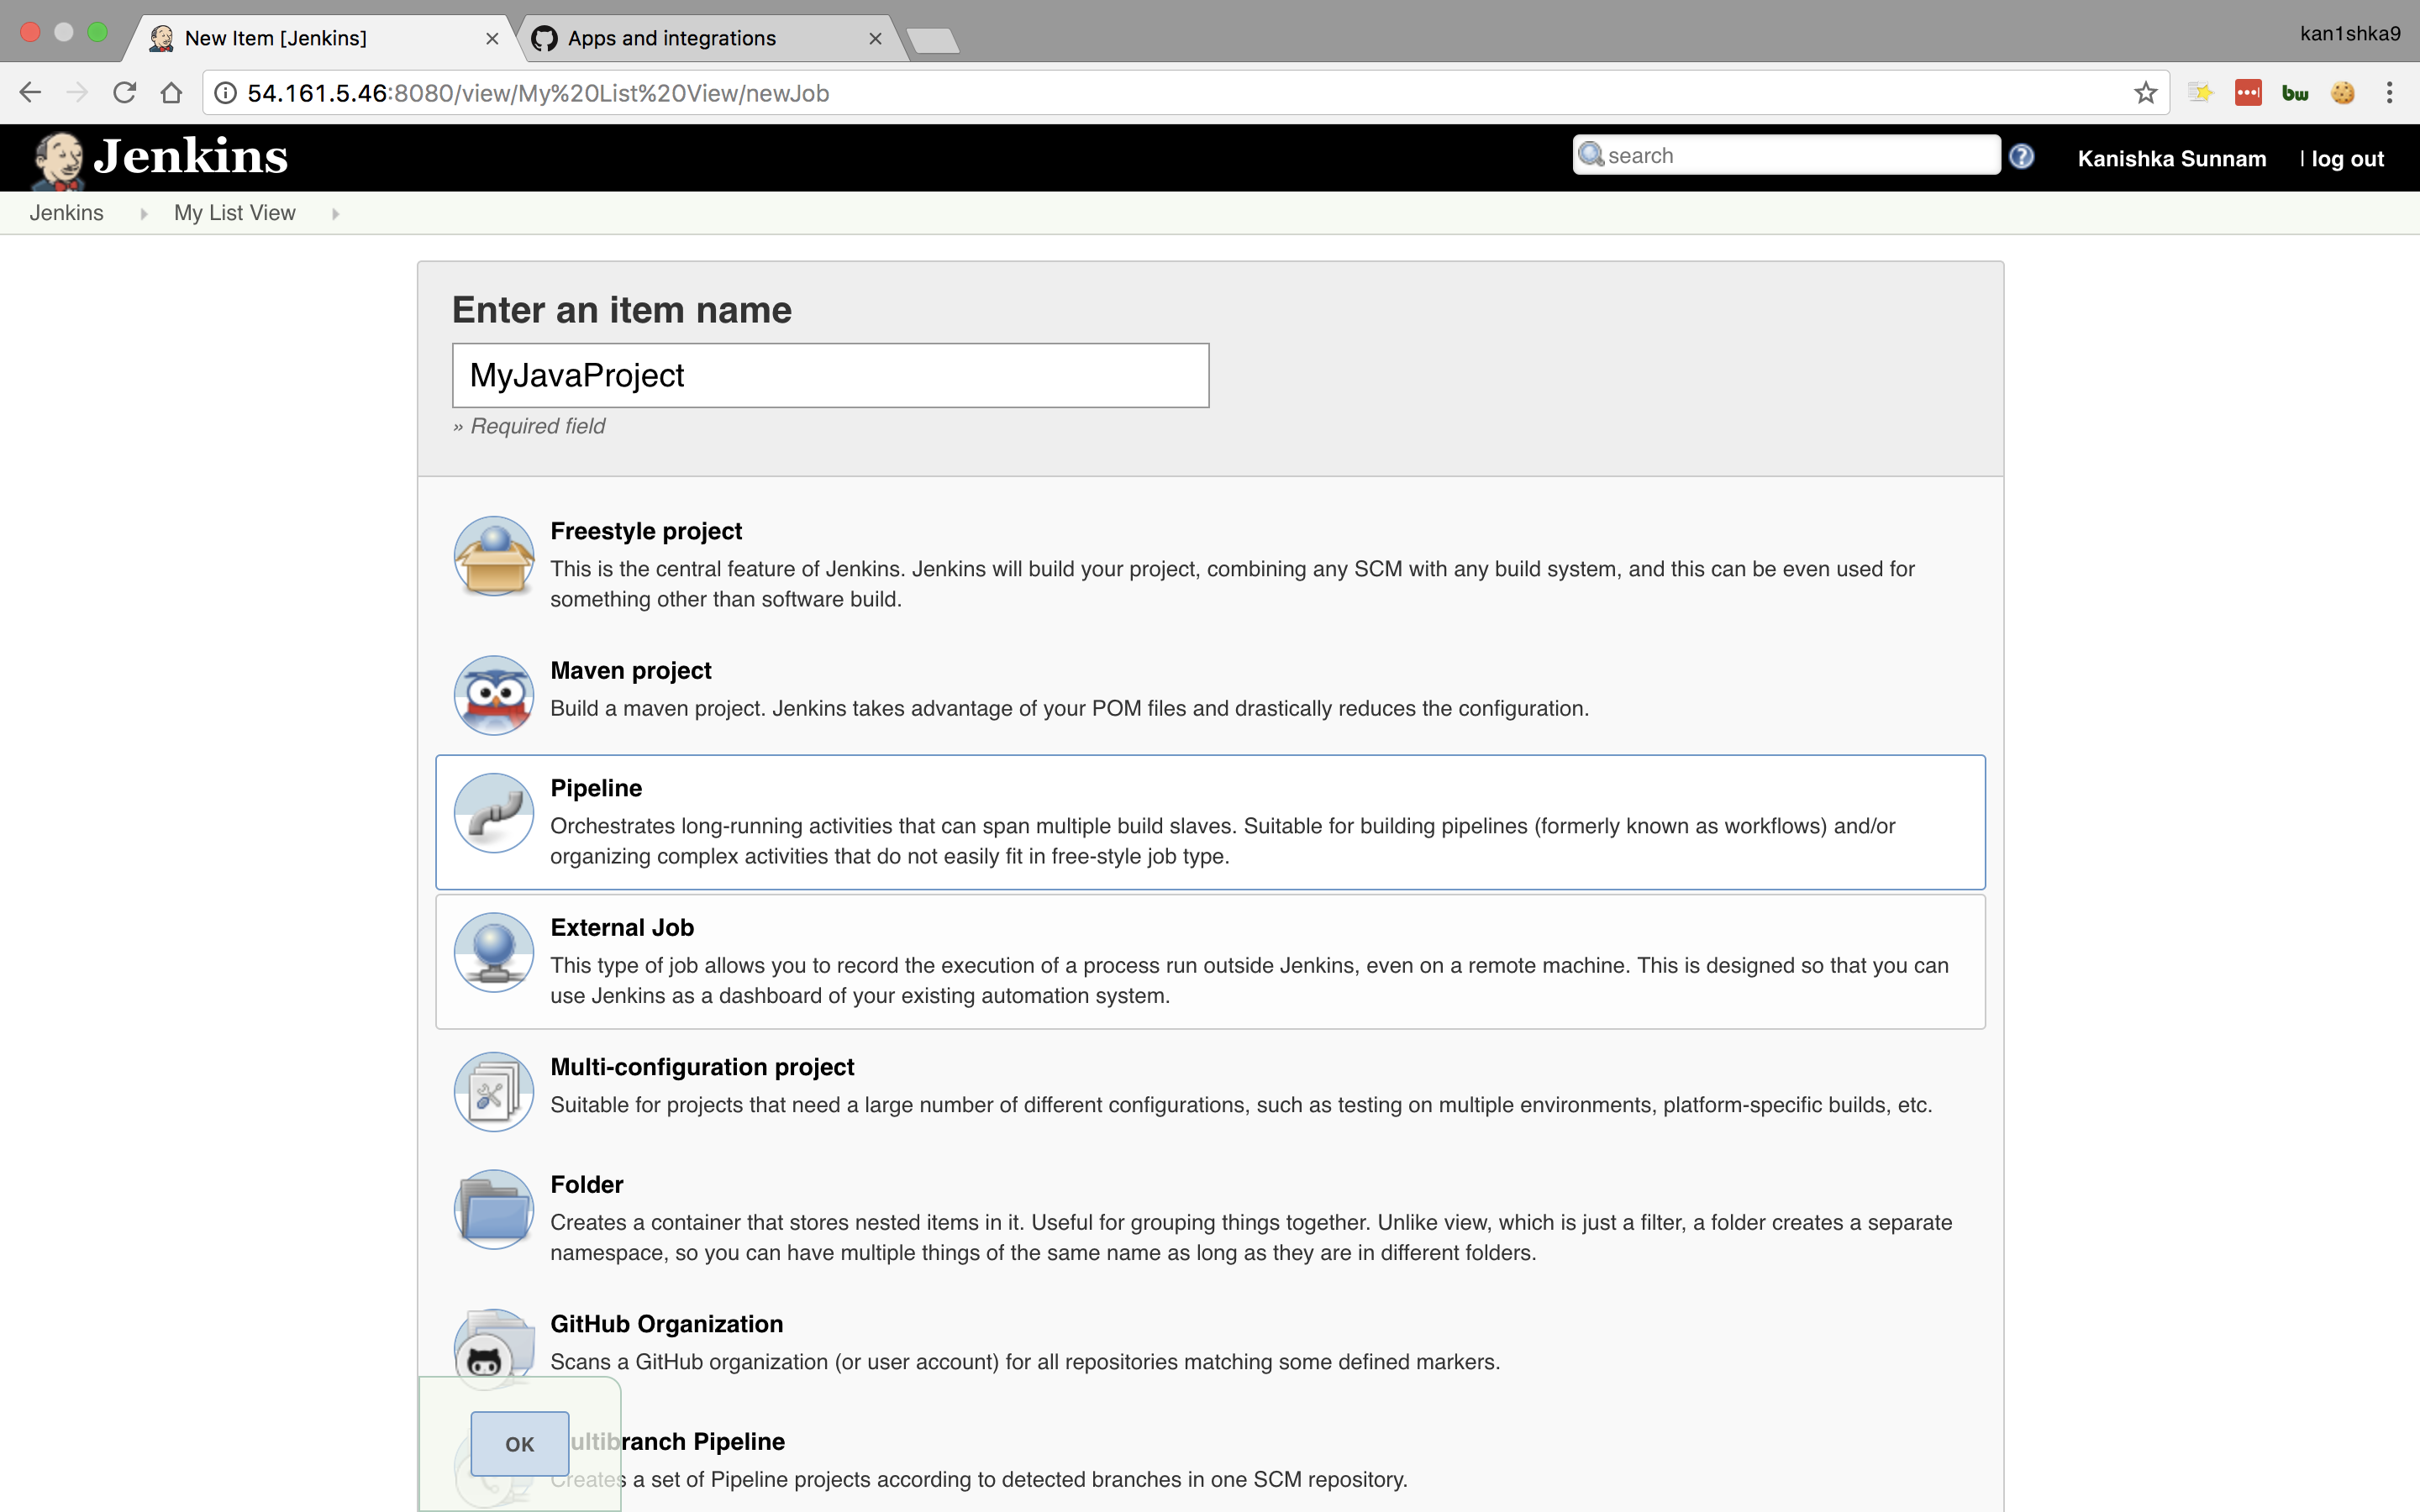 New Item [Jenkins]
Apps and integrations
kan1shka9
54.161.5.46:8080/view/My%20List%20View/newJob
bw
Jenkins
search
Kanishka Sunnam
| log out
Jenkins
My List View
Enter an item name
MyJavaProject
» Required field
Freestyle project
This is the central feature of Jenkins. Jenkins will build your project, combining any SCM with any build system, and this can be even used for
something other than software build.
Maven project
Build a maven project. Jenkins takes advantage of your POM files and drastically reduces the configuration.
Pipeline
Orchestrates long-running activities that can span multiple build slaves. Suitable for building pipelines (formerly known as workflows) and/or
organizing complex activities that do not easily fit in free-style job type.
External Job
This type of job allows you to record the execution of a process run outside Jenkins, even on a remote machine. This is designed so that you can
use Jenkins as a dashboard of your existing automation system.
Multi-configuration project
Suitable for projects that need a large number of different configurations, such as testing on multiple environments, platform-specific builds, etc.
Folder
Creates a container that stores nested items in it. Useful for grouping things together. Unlike view, which is just a filter, a folder creates a separate
namespace, so you can have multiple things of the same name as long as they are in different folders.
GitHub Organization
Scans a GitHub organization (or user account) for all repositories matching some defined markers.
OK
ultibranch Pipeline
Creates a set of Pipeline projects according to detected branches in one SCM repository.